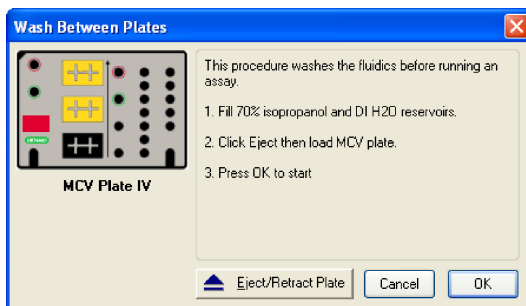 Wash Between Plates
This procedure washes the fluidics before running an
assay.
1. Fill 70% isopropanol and DI H2O reservoirs.
2. Click Eject then load MCV plate.
3. Press OK to start
MCV Plate IV
Eject/Retract Plate
Cancel
OK